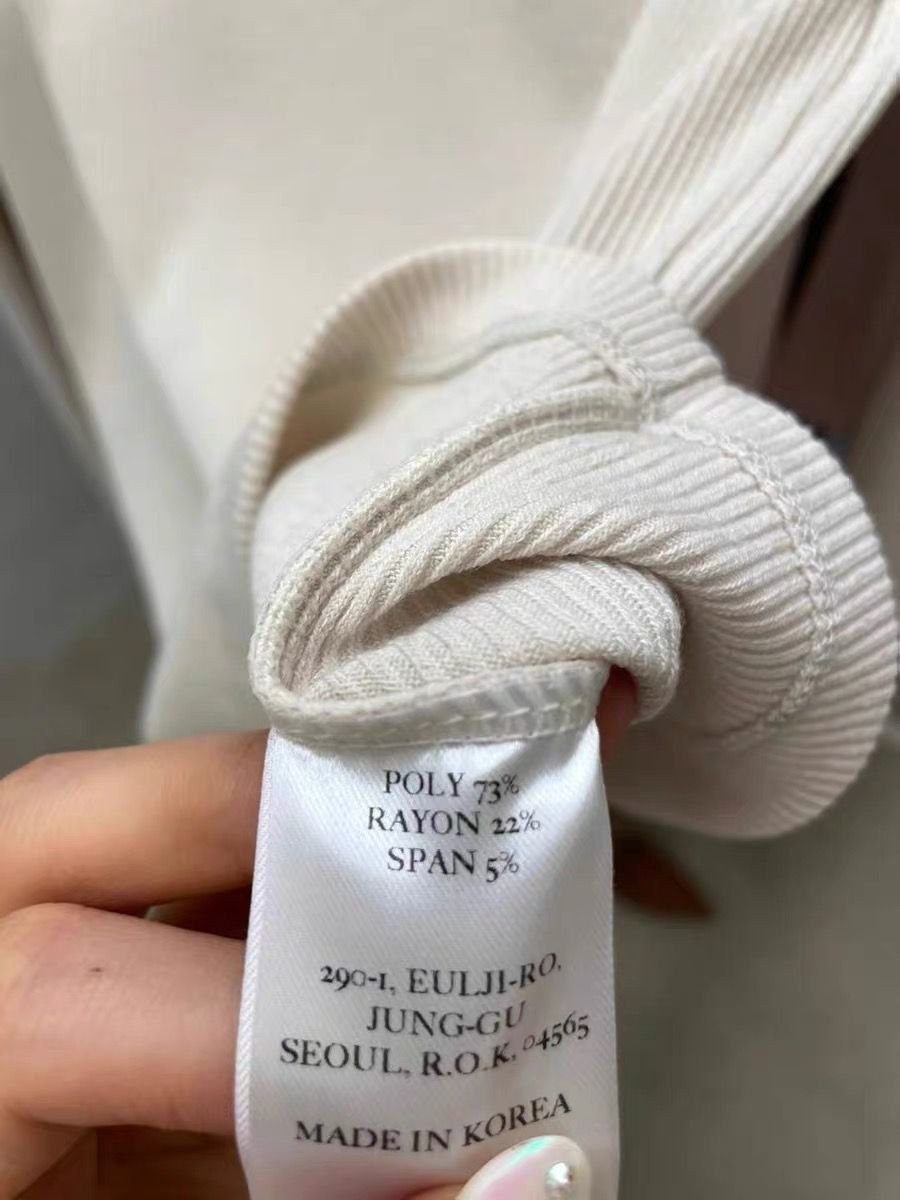 POLY 73%
RAYON 22%
SPAN 5%
290-1, EULJI-RO,
JUNG-GU
SEOUL, R.O.K, 04565
MADE IN KOREA